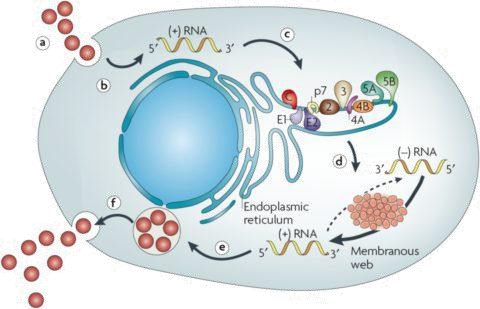 a
b
5′ (+) RNA 3′
c
p7
3
5A
5B
E1
E2
2
4B
4A
d
(–) RNA
3′ 5′
Endoplasmic
reticulum
f
(+) RNA
5′ 3′
e
Membranous
web